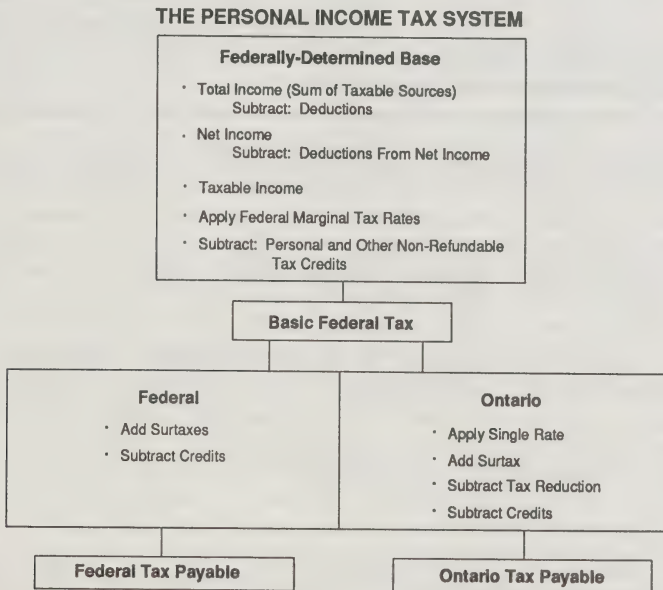 THE PERSONAL INCOME TAX SYSTEM
Federally-Determined Base
· Total Income (Sum of Taxable Sources)
Subtract: Deductions
· Net Income
Subtract: Deductions From Net Income
· Taxable Income
· Apply Federal Marginal Tax Rates
· Subtract: Personal and Other Non-Refundable
Tax Credits
Basic Federal Tax
Federal
· Add Surtaxes
· Subtract Credits
Ontario
· Apply Single Rate
· Add Surtax
· Subtract Tax Reduction
· Subtract Credits
Federal Tax Payable
Ontario Tax Payable